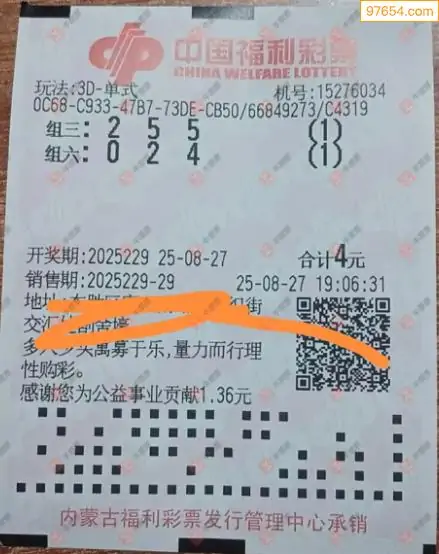 97654.com
中国福利彩票
CHINA WELFARE LOTTERY
玩法:3D-单式 机号:15276034
0C68-C933-47B7-73DE-CB50/66849273/C4319
组三: 2 5 5 (1)
组六: 0 2 4 (1)
开奖期:2025229 25-08-27 合计4元
销售期:2025229-29 25-08-27 19:06:31
地址: 街
交汇
多人少买寓募于乐,量力而行理
性购彩。
感谢您为公益事业贡献1.36元
内蒙古福利彩票发行管理中心承销